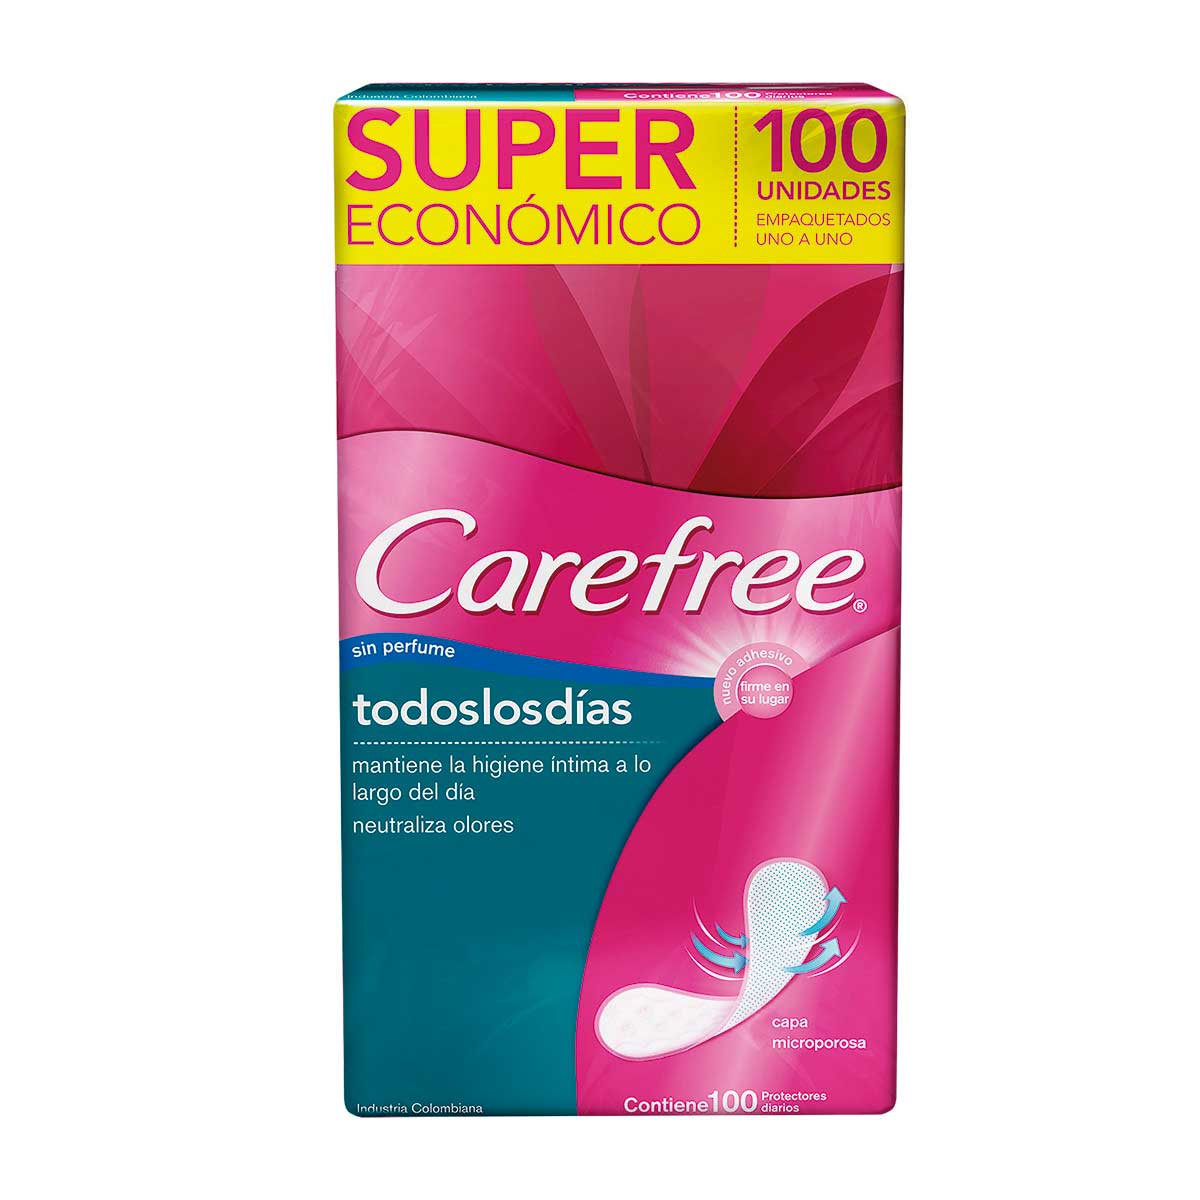 Industria Colombiana
Contiene 100 Protectores
diarios
SUPER
ECONÓMICO
100
UNIDADES
EMPAQUETADOS
UNO A UNO
Carefree®
sin perfume
nuevo adhesivo
firme en
su lugar
todoslosdías
mantiene la higiene íntima a lo
largo del día
neutraliza olores
capa
microporosa
Industria Colombiana
Contiene 100 Protectores
diarios